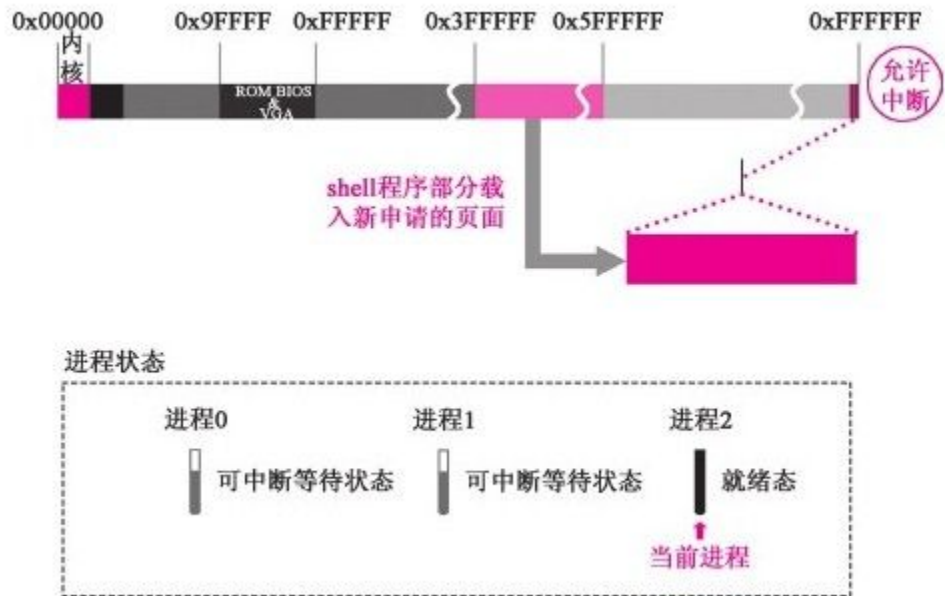 0x00000 0x9FFFF 0xFFFFF 0x3FFFFF 0x5FFFFF 0xFFFFFF
内
核
ROM BIOS
&
VGA
允许
中断
shell程序部分载
入新申请的页面
进程状态
进程0 进程1 进程2
可中断等待状态 可中断等待状态 就绪态
当前进程